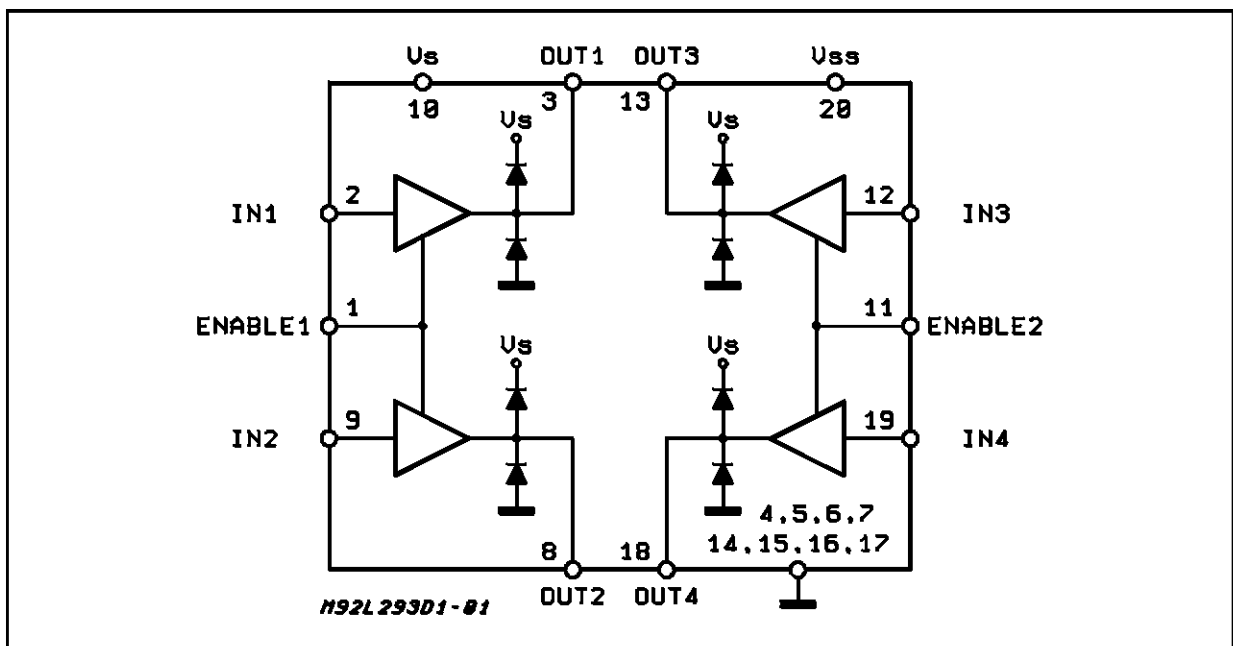 Vs OUT1 OUT3 Vss
10 3 13 20
Vs Vs
IN1 2 12 IN3
ENABLE1 1 11 ENABLE2
Vs Vs
IN2 9 19 IN4
4,5,6,7
8 18 14,15,16,17
OUT2 OUT4
M92L293D1-01